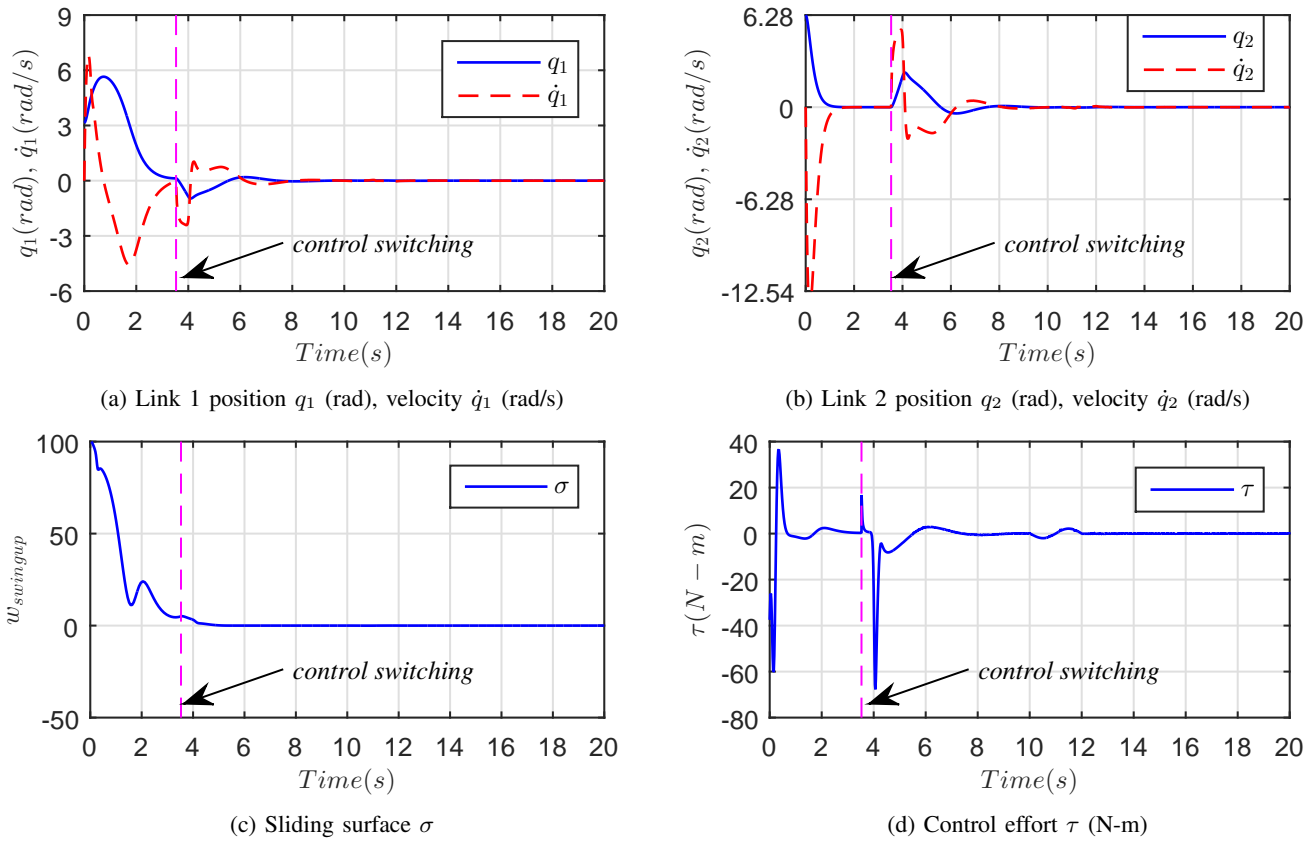 9
6
3
0
-3
-6
q₁(rad), q̇₁(rad/s)
q₁
q̇₁
control switching
0 2 4 6 8 10 12 14 16 18 20
Time(s)
(a) Link 1 position q₁ (rad), velocity q̇₁ (rad/s)
6.28
0
-6.28
-12.54
q₂(rad), q̇₂(rad/s)
q₂
q̇₂
control switching
0 2 4 6 8 10 12 14 16 18 20
Time(s)
(b) Link 2 position q₂ (rad), velocity q̇₂ (rad/s)
100
50
0
-50
w_swingup
σ
control switching
0 2 4 6 8 10 12 14 16 18 20
Time(s)
(c) Sliding surface σ
40
20
0
-20
-40
-60
-80
τ(N − m)
τ
control switching
0 2 4 6 8 10 12 14 16 18 20
Time(s)
(d) Control effort τ (N-m)